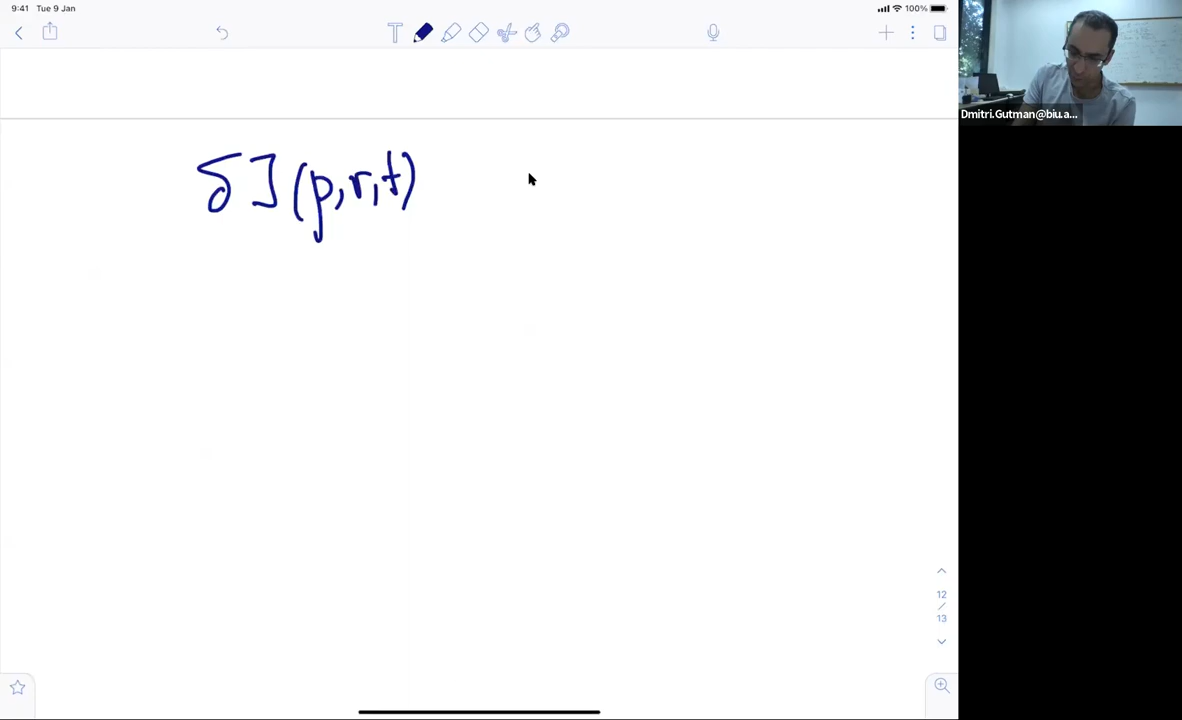 9:41 Tue 9 Jan 100%
Dmitri.Gutman@biu.a...
δJ(p,r,t)
12
/
13